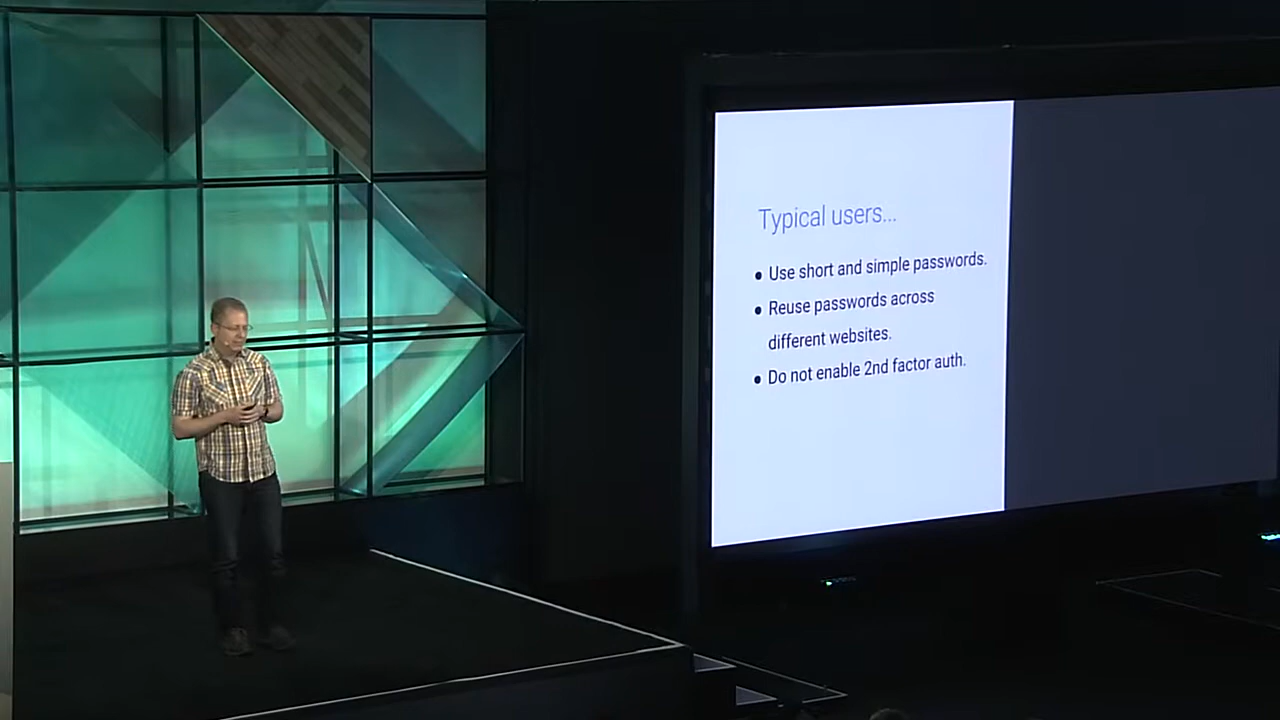 Typical users...
● Use short and simple passwords.
● Reuse passwords across
different websites.
● Do not enable 2nd factor auth.